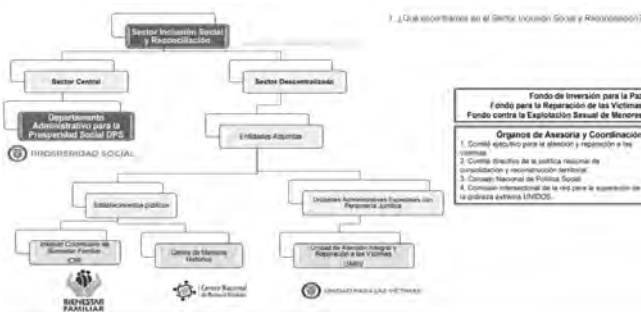 1. ¿Qué encontramos en el Sector Inclusión Social y Reconciliación?
Sector Inclusión Social
y Reconciliación
Sector Central
Sector Descentralizado
Departamento
Administrativo para la
Prosperidad Social DPS
PROSPERIDAD SOCIAL
Entidades Adscritas
Fondo de Inversión para la Paz
Fondo para la Reparación de las Víctimas
Fondo contra la Explotación Sexual de Menores
Órganos de Asesoría y Coordinación
1. Comité ejecutivo para la atención y reparación a las
víctimas
2. Comité directivo de la política nacional de
consolidación y reconstrucción territorial.
3. Consejo Nacional de Política Social
4. Comisión intersectorial de la red para la superación de
la pobreza extrema UNIDOS.
Establecimientos públicos
Unidades Administrativas Especiales con
Personería Jurídica
Instituto Colombiano de
Bienestar Familiar
ICBF
Centro de Memoria
Histórica
Unidad de Atención Integral y
Reparación a las Víctimas
UARIV
BIENESTAR
FAMILIAR
Centro Nacional
de Memoria Histórica
UNIDAD PARA LAS VÍCTIMAS